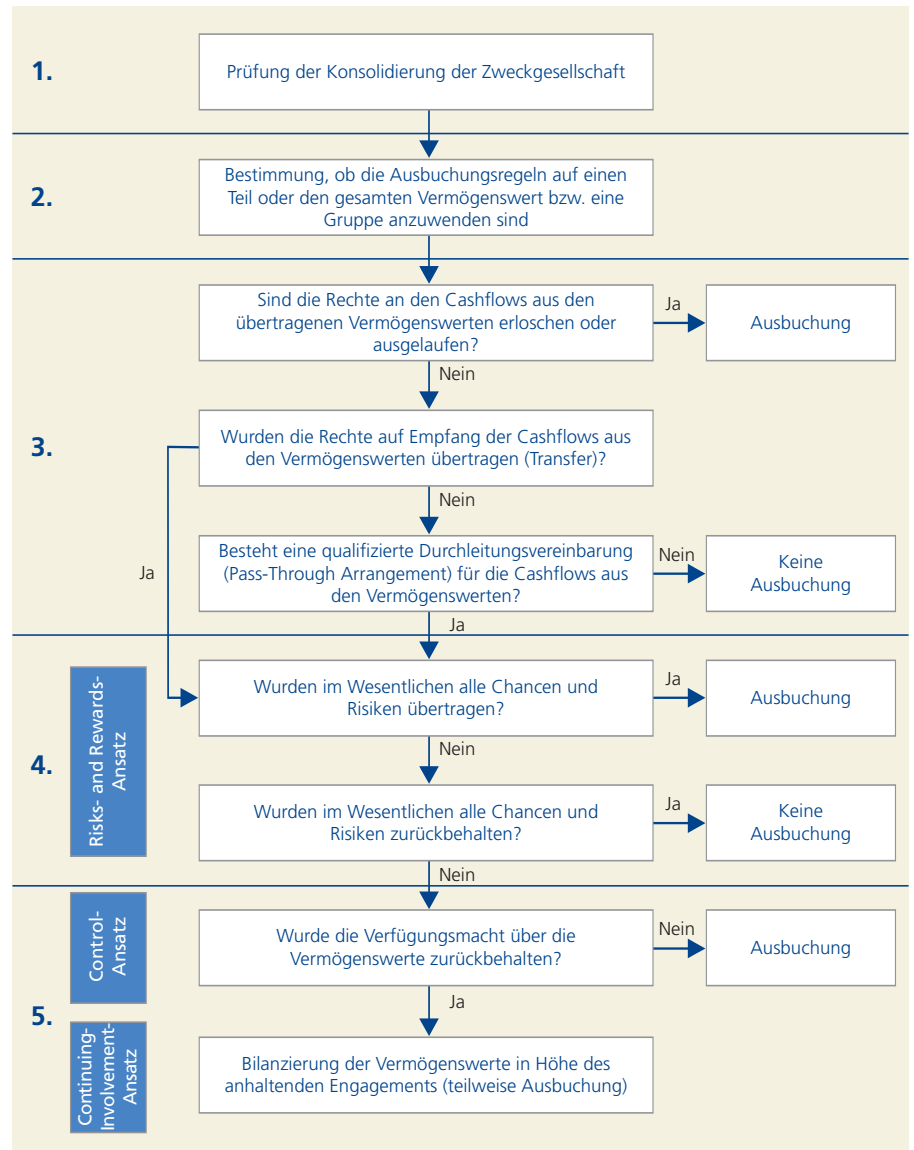 1.
Prüfung der Konsolidierung der Zweckgesellschaft
2.
Bestimmung, ob die Ausbuchungsregeln auf einen
Teil oder den gesamten Vermögenswert bzw. eine
Gruppe anzuwenden sind
3.
Sind die Rechte an den Cashflows aus den
übertragenen Vermögenswerten erloschen oder
ausgelaufen?
Ja
Ausbuchung
Nein
Wurden die Rechte auf Empfang der Cashflows aus
den Vermögenswerten übertragen (Transfer)?
Ja
Nein
Besteht eine qualifizierte Durchleitungsvereinbarung
(Pass-Through Arrangement) für die Cashflows aus
den Vermögenswerten?
Nein
Keine
Ausbuchung
Ja
4.
Risks- and Rewards-
Ansatz
Wurden im Wesentlichen alle Chancen und
Risiken übertragen?
Ja
Ausbuchung
Nein
Wurden im Wesentlichen alle Chancen und
Risiken zurückbehalten?
Ja
Keine
Ausbuchung
Nein
5.
Control-
Ansatz
Wurde die Verfügungsmacht über die
Vermögenswerte zurückbehalten?
Nein
Ausbuchung
Ja
Continuing-
Involvement-
Ansatz
Bilanzierung der Vermögenswerte in Höhe des
anhaltenden Engagements (teilweise Ausbuchung)